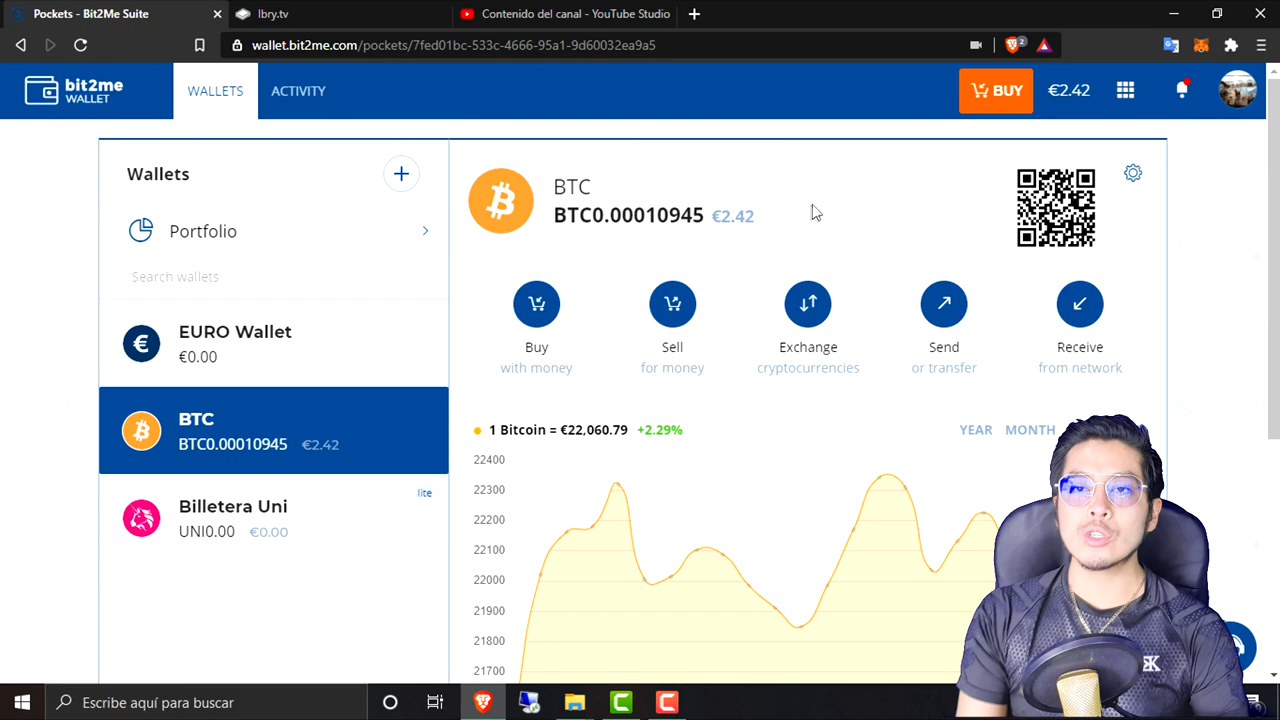 Pockets - Bit2Me Suite
lbry.tv
Contenido del canal - YouTube Studio
wallet.bit2me.com/pockets/7fed01bc-533c-4666-95a1-9d60032ea9a5
2
bit2me
WALLET
WALLETS
ACTIVITY
BUY
€2.42
Wallets
Portfolio
Search wallets
EURO Wallet
€0.00
BTC
BTC0.00010945 €2.42
Billetera Uni
lite
UNI0.00 €0.00
BTC
BTC0.00010945 €2.42
Buy
with money
Sell
for money
Exchange
cryptocurrencies
Send
or transfer
Receive
from network
1 Bitcoin = €22,060.79 +2.29%
YEAR MONTH
22400
22300
22200
22100
22000
21900
21800
21700
Escribe aquí para buscar